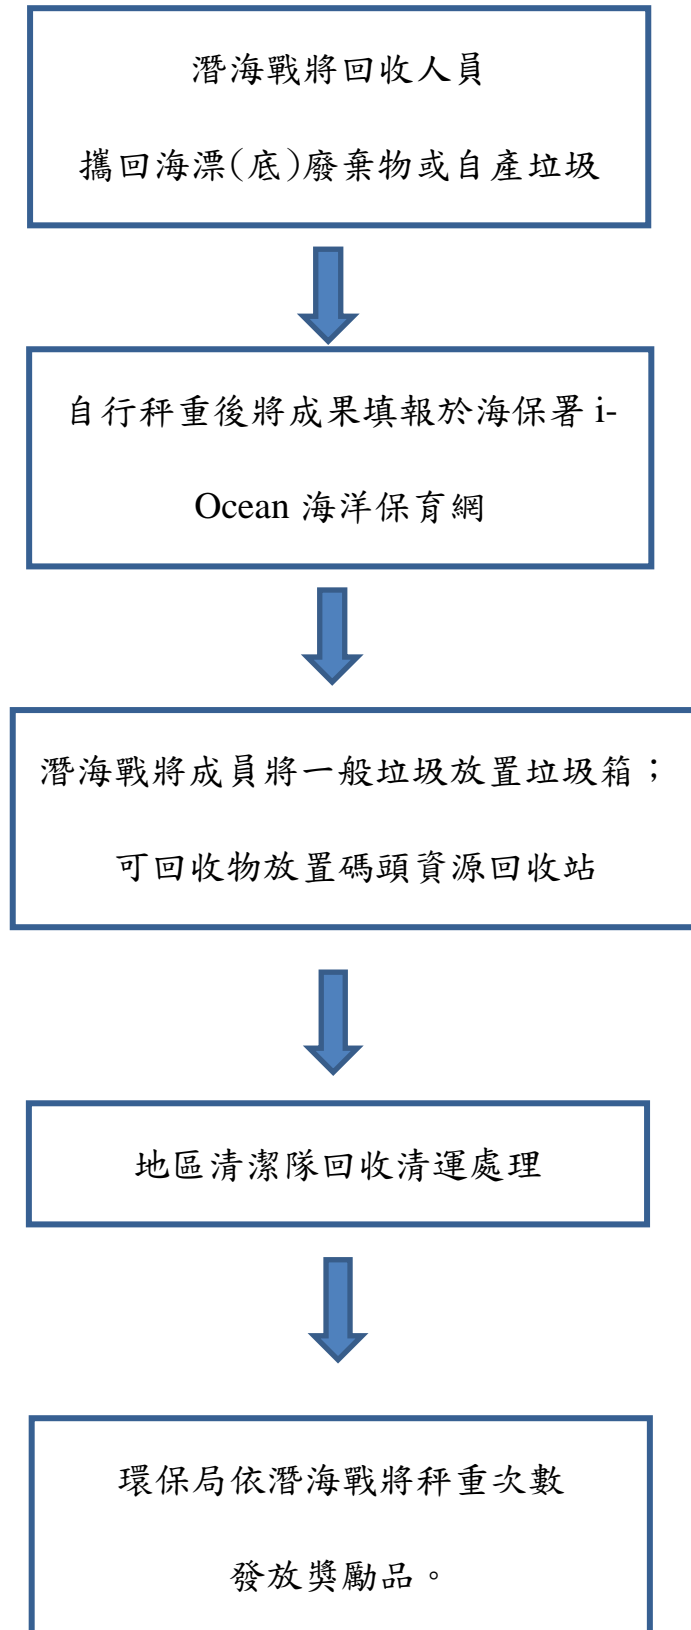 潛海戰將回收人員
攜回海漂(底)廢棄物或自產垃圾
自行秤重後將成果填報於海保署 i-
Ocean 海洋保育網
潛海戰將成員將一般垃圾放置垃圾箱；
可回收物放置碼頭資源回收站
地區清潔隊回收清運處理
環保局依潛海戰將秤重次數
發放獎勵品。